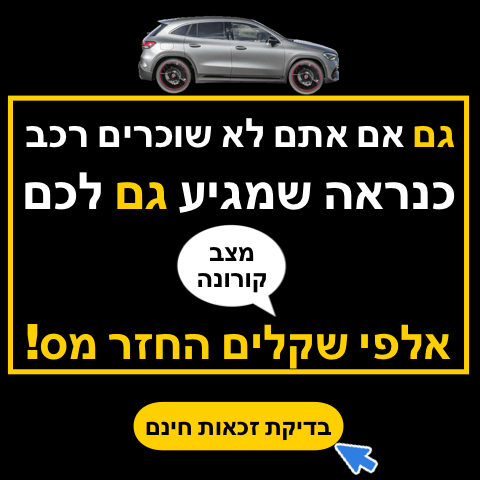 גם אם אתם לא שוכרים רכב
כנראה שמגיע גם לכם
מצב
קורונה
אלפי שקלים החזר מס!
בדיקת זכאות חינם